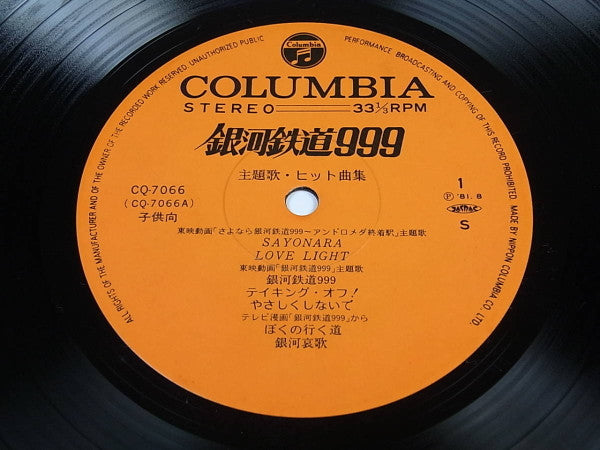 Columbia
COLUMBIA
STEREO 33⅓RPM
銀河鉄道999
主題歌・ヒット曲集
CQ-7066
(CQ-7066A)
子供向
1
Ⓟ '81. 8
JASRAC
S
東映動画「さよなら銀河鉄道999～アンドロメダ終着駅」主題歌
SAYONARA
LOVE LIGHT
東映動画「銀河鉄道999」主題歌
銀河鉄道999
テイキング・オフ！
やさしくしないで
テレビ漫画「銀河鉄道999」から
ぼくの行く道
銀河哀歌
ALL RIGHTS OF THE MANUFACTURER AND OF THE OWNER OF THE RECORDED WORK RESERVED. UNAUTHORIZED PUBLIC PERFORMANCE, BROADCASTING AND COPYING OF THIS RECORD PROHIBITED. MADE BY NIPPON COLUMBIA CO. LTD.